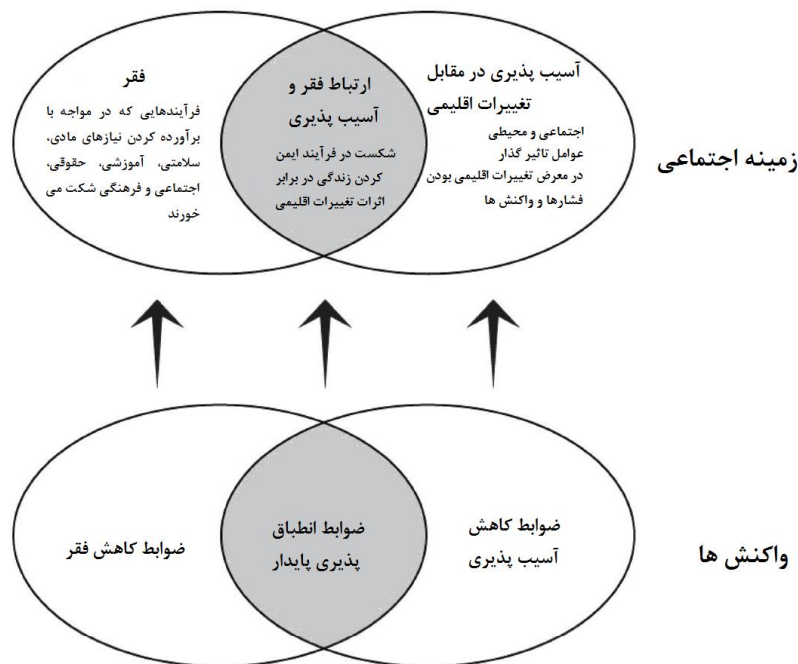 آسیب پذیری در مقابل
تغییرات اقلیمی
اجتماعی و محیطی
عوامل تاثیر گذار
در معرض تغییرات اقلیمی بودن
فشارها و واکنش ها
ارتباط فقر و
آسیب پذیری
شکست در فرآیند ایمن
کردن زندگی در برابر
اثرات تغییرات اقلیمی
فقر
فرآیندهایی که در مواجه با
برآورده کردن نیازهای مادی،
سلامتی، آموزشی، حقوقی،
اجتماعی و فرهنگی شکت می
خورند
زمینه اجتماعی
ضوابط کاهش
آسیب پذیری
ضوابط انطباق
پذیری پایدار
ضوابط کاهش فقر
واکنش ها